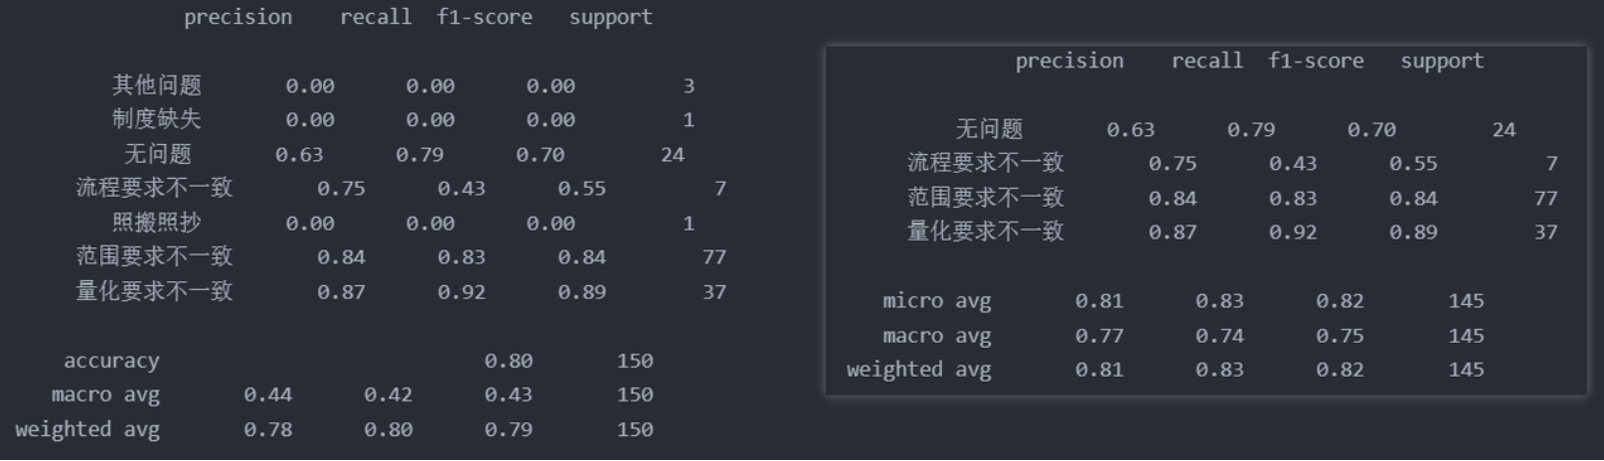 precision recall f1-score support
其他问题 0.00 0.00 0.00 3
制度缺失 0.00 0.00 0.00 1
无问题 0.63 0.79 0.70 24
流程要求不一致 0.75 0.43 0.55 7
照搬照抄 0.00 0.00 0.00 1
范围要求不一致 0.84 0.83 0.84 77
量化要求不一致 0.87 0.92 0.89 37
accuracy 0.80 150
macro avg 0.44 0.42 0.43 150
weighted avg 0.78 0.80 0.79 150
precision recall f1-score support
无问题 0.63 0.79 0.70 24
流程要求不一致 0.75 0.43 0.55 7
范围要求不一致 0.84 0.83 0.84 77
量化要求不一致 0.87 0.92 0.89 37
micro avg 0.81 0.83 0.82 145
macro avg 0.77 0.74 0.75 145
weighted avg 0.81 0.83 0.82 145